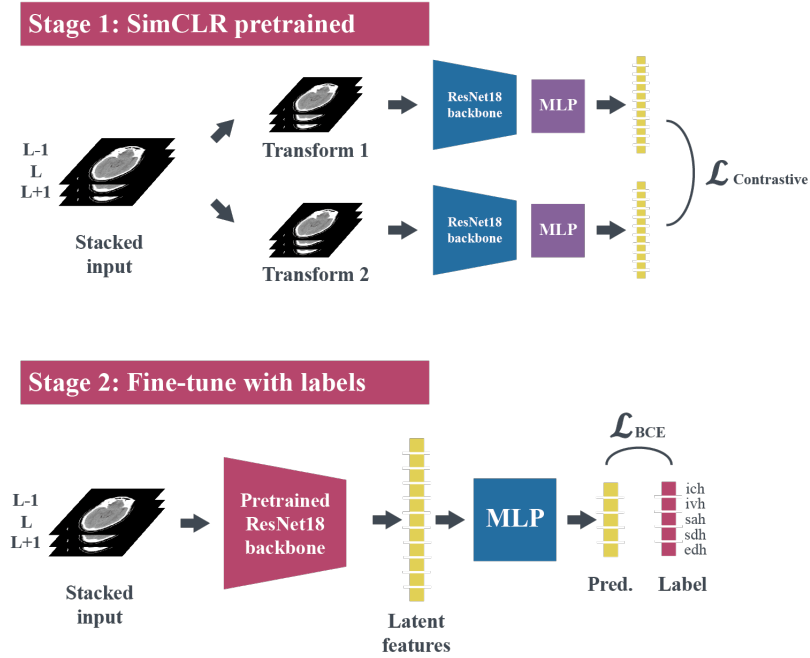 Stage 1: SimCLR pretrained
L-1
L
L+1
Stacked
input
Transform 1
ResNet18
backbone
MLP
Transform 2
ResNet18
backbone
MLP
ℒ Contrastive
Stage 2: Fine-tune with labels
L-1
L
L+1
Stacked
input
Pretrained
ResNet18
backbone
Latent
features
MLP
ℒ BCE
ich
ivh
sah
sdh
edh
Pred.
Label